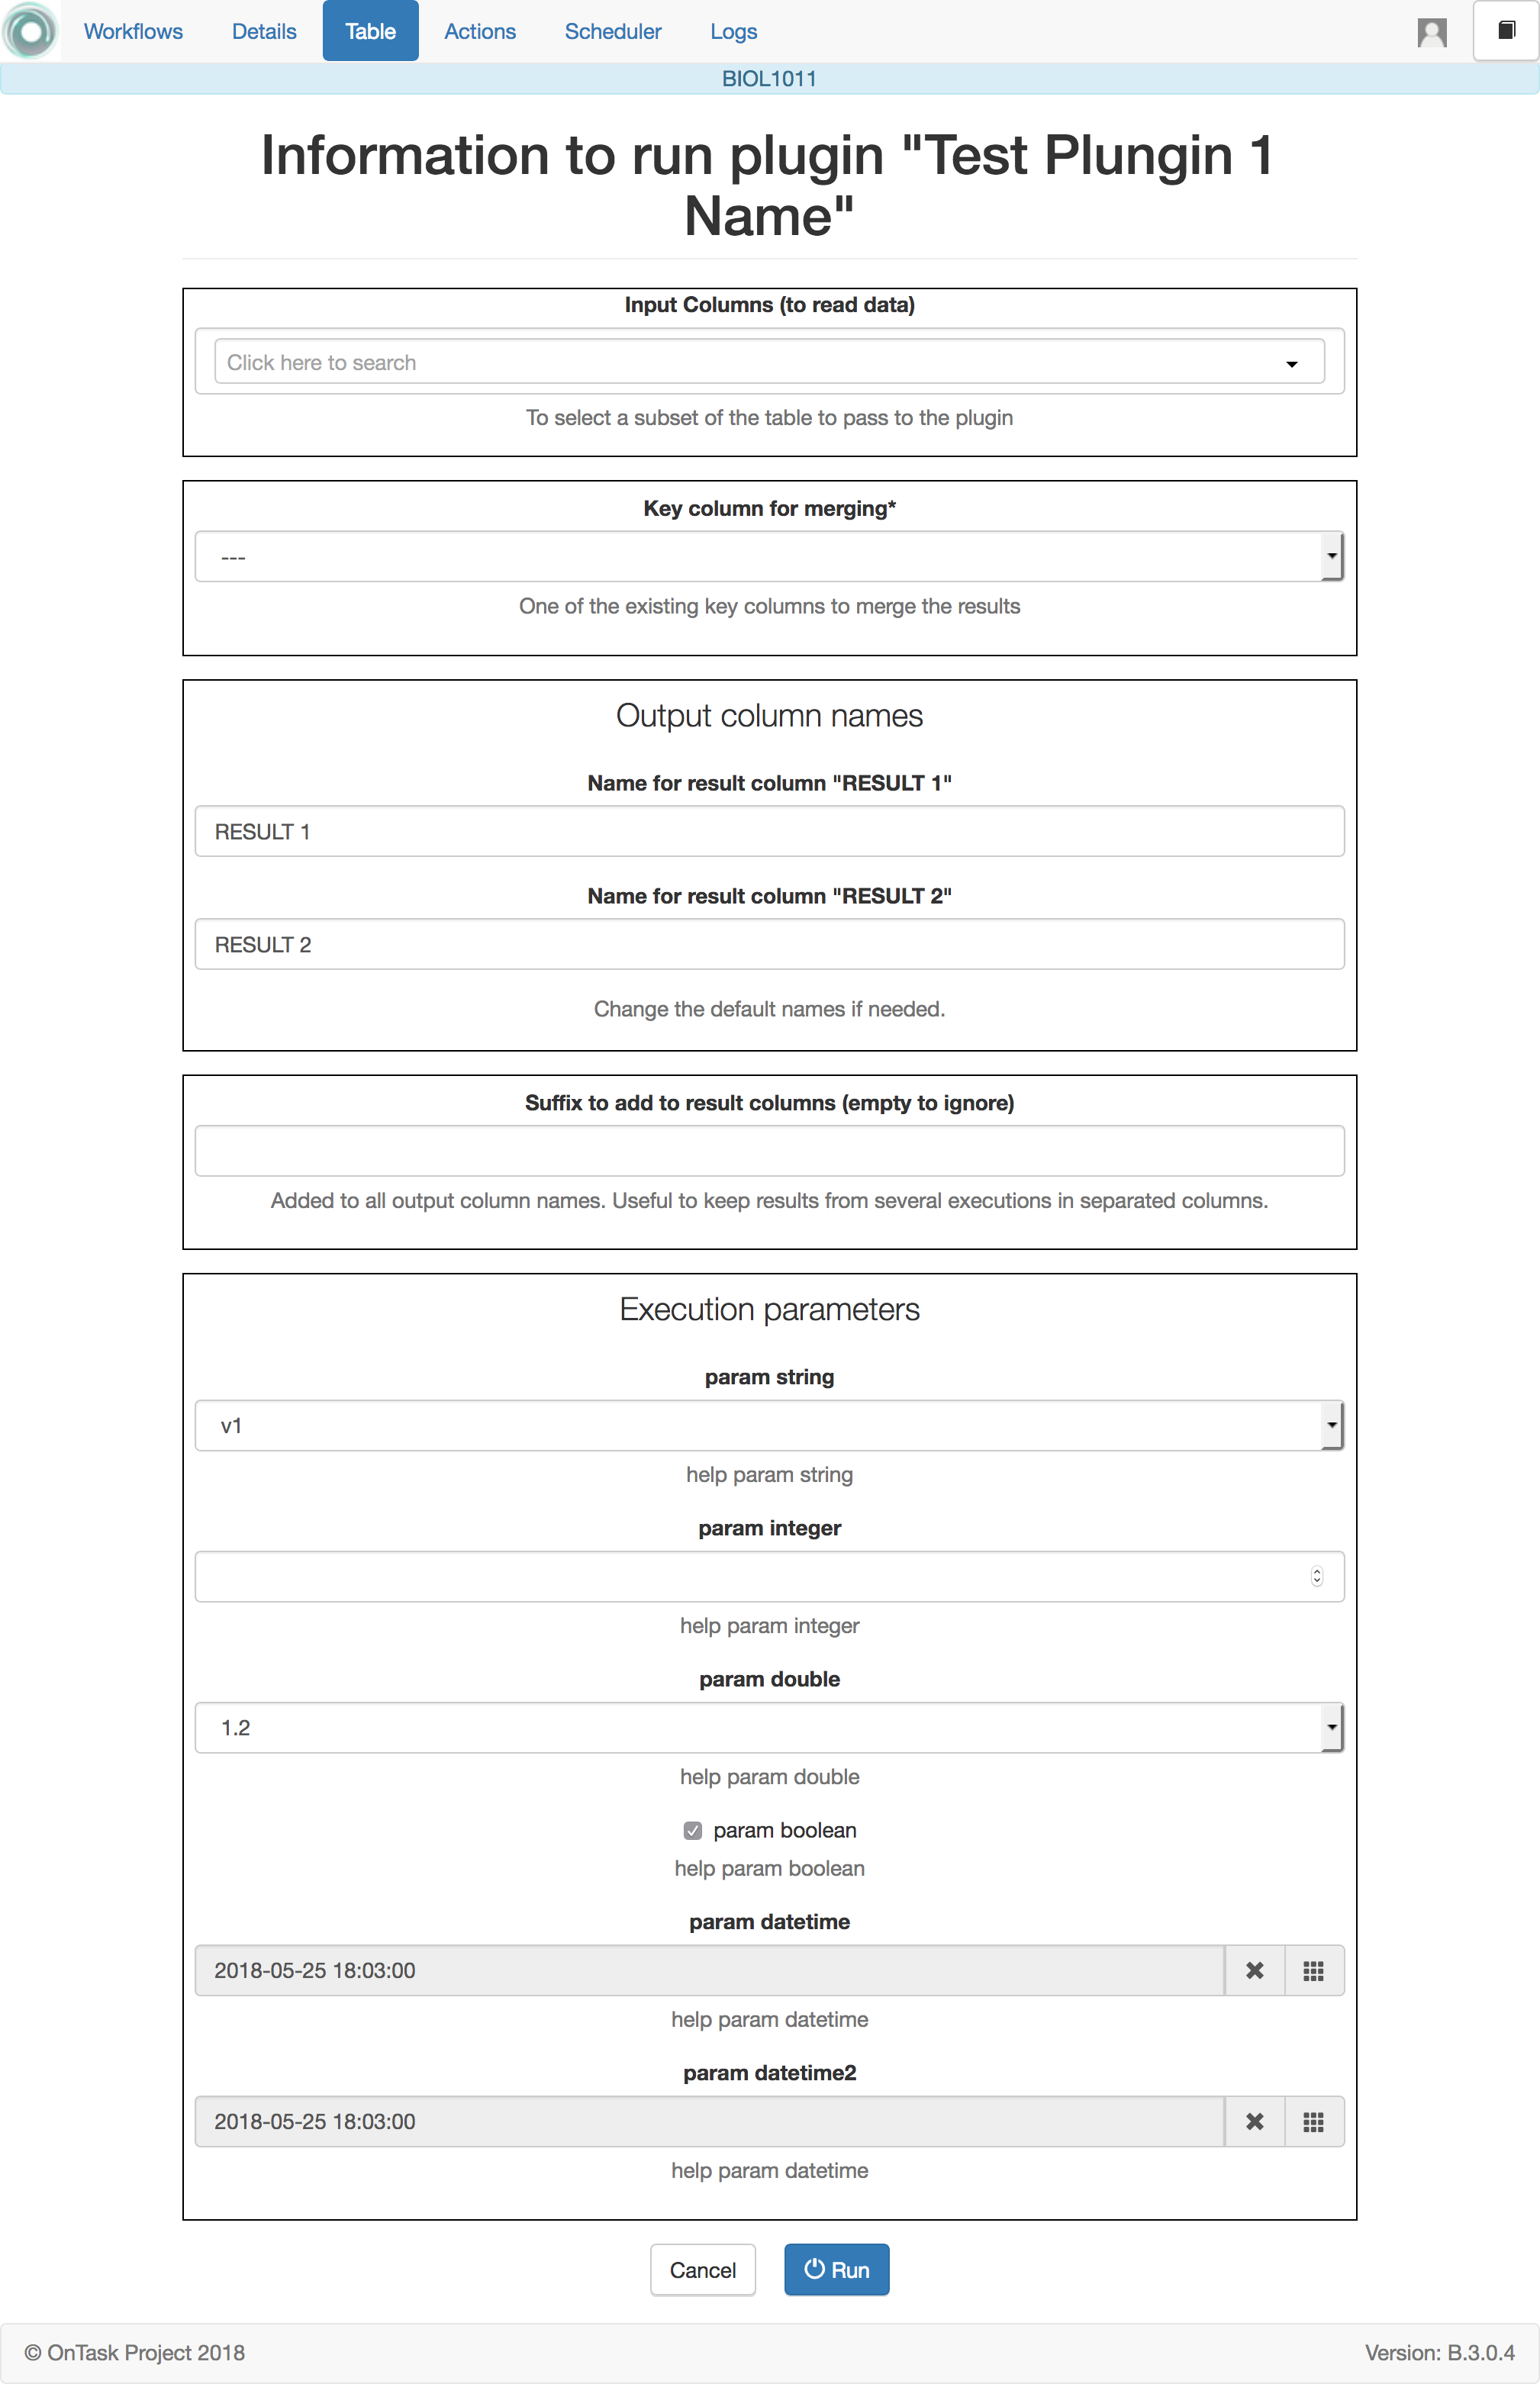 Workflows Details Table Actions Scheduler Logs
BIOL1011
Information to run plugin "Test Plungin 1
Name"
Input Columns (to read data)
Click here to search
To select a subset of the table to pass to the plugin
Key column for merging*
---
One of the existing key columns to merge the results
Output column names
Name for result column "RESULT 1"
RESULT 1
Name for result column "RESULT 2"
RESULT 2
Change the default names if needed.
Suffix to add to result columns (empty to ignore)
Added to all output column names. Useful to keep results from several executions in separated columns.
Execution parameters
param string
v1
help param string
param integer
help param integer
param double
1.2
help param double
param boolean
help param boolean
param datetime
2018-05-25 18:03:00
help param datetime
param datetime2
2018-05-25 18:03:00
help param datetime
Cancel Run
© OnTask Project 2018 Version: B.3.0.4